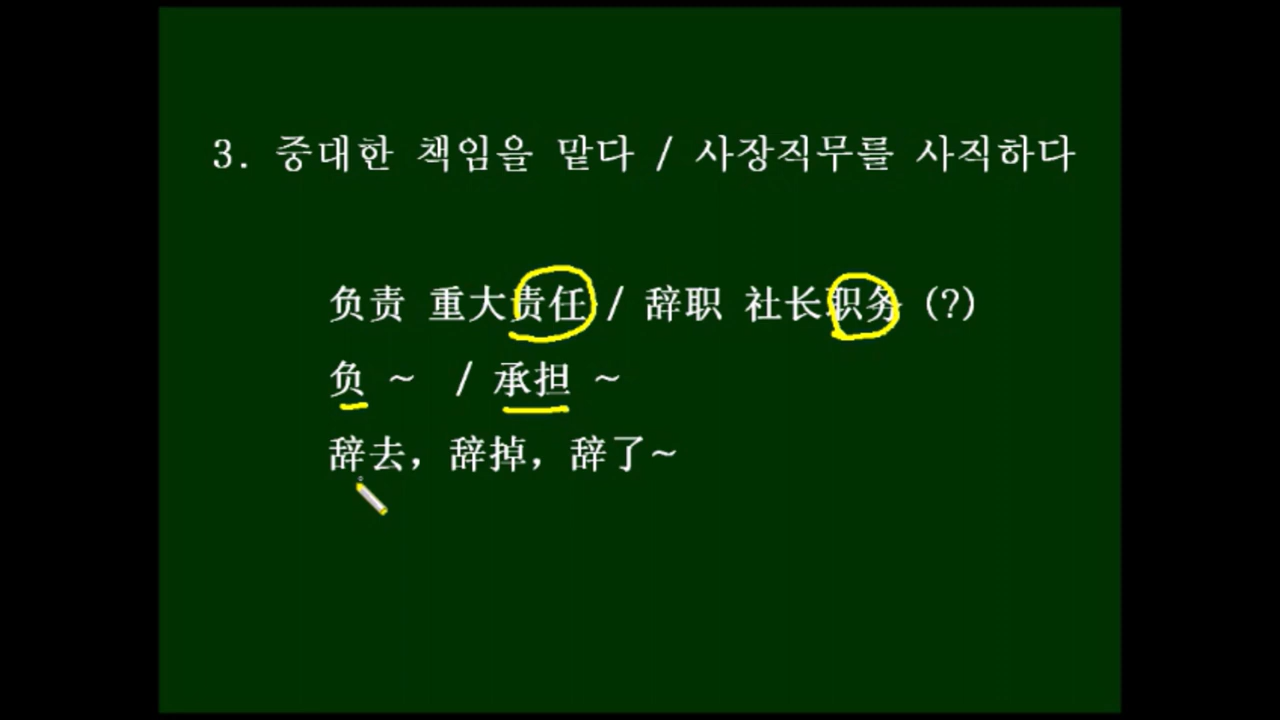 3. 중대한 책임을 맡다 / 사장직무를 사직하다
负责 重大责任 / 辞职 社长职务 (?)
负 ~ / 承担 ~
辞去, 辞掉, 辞了~